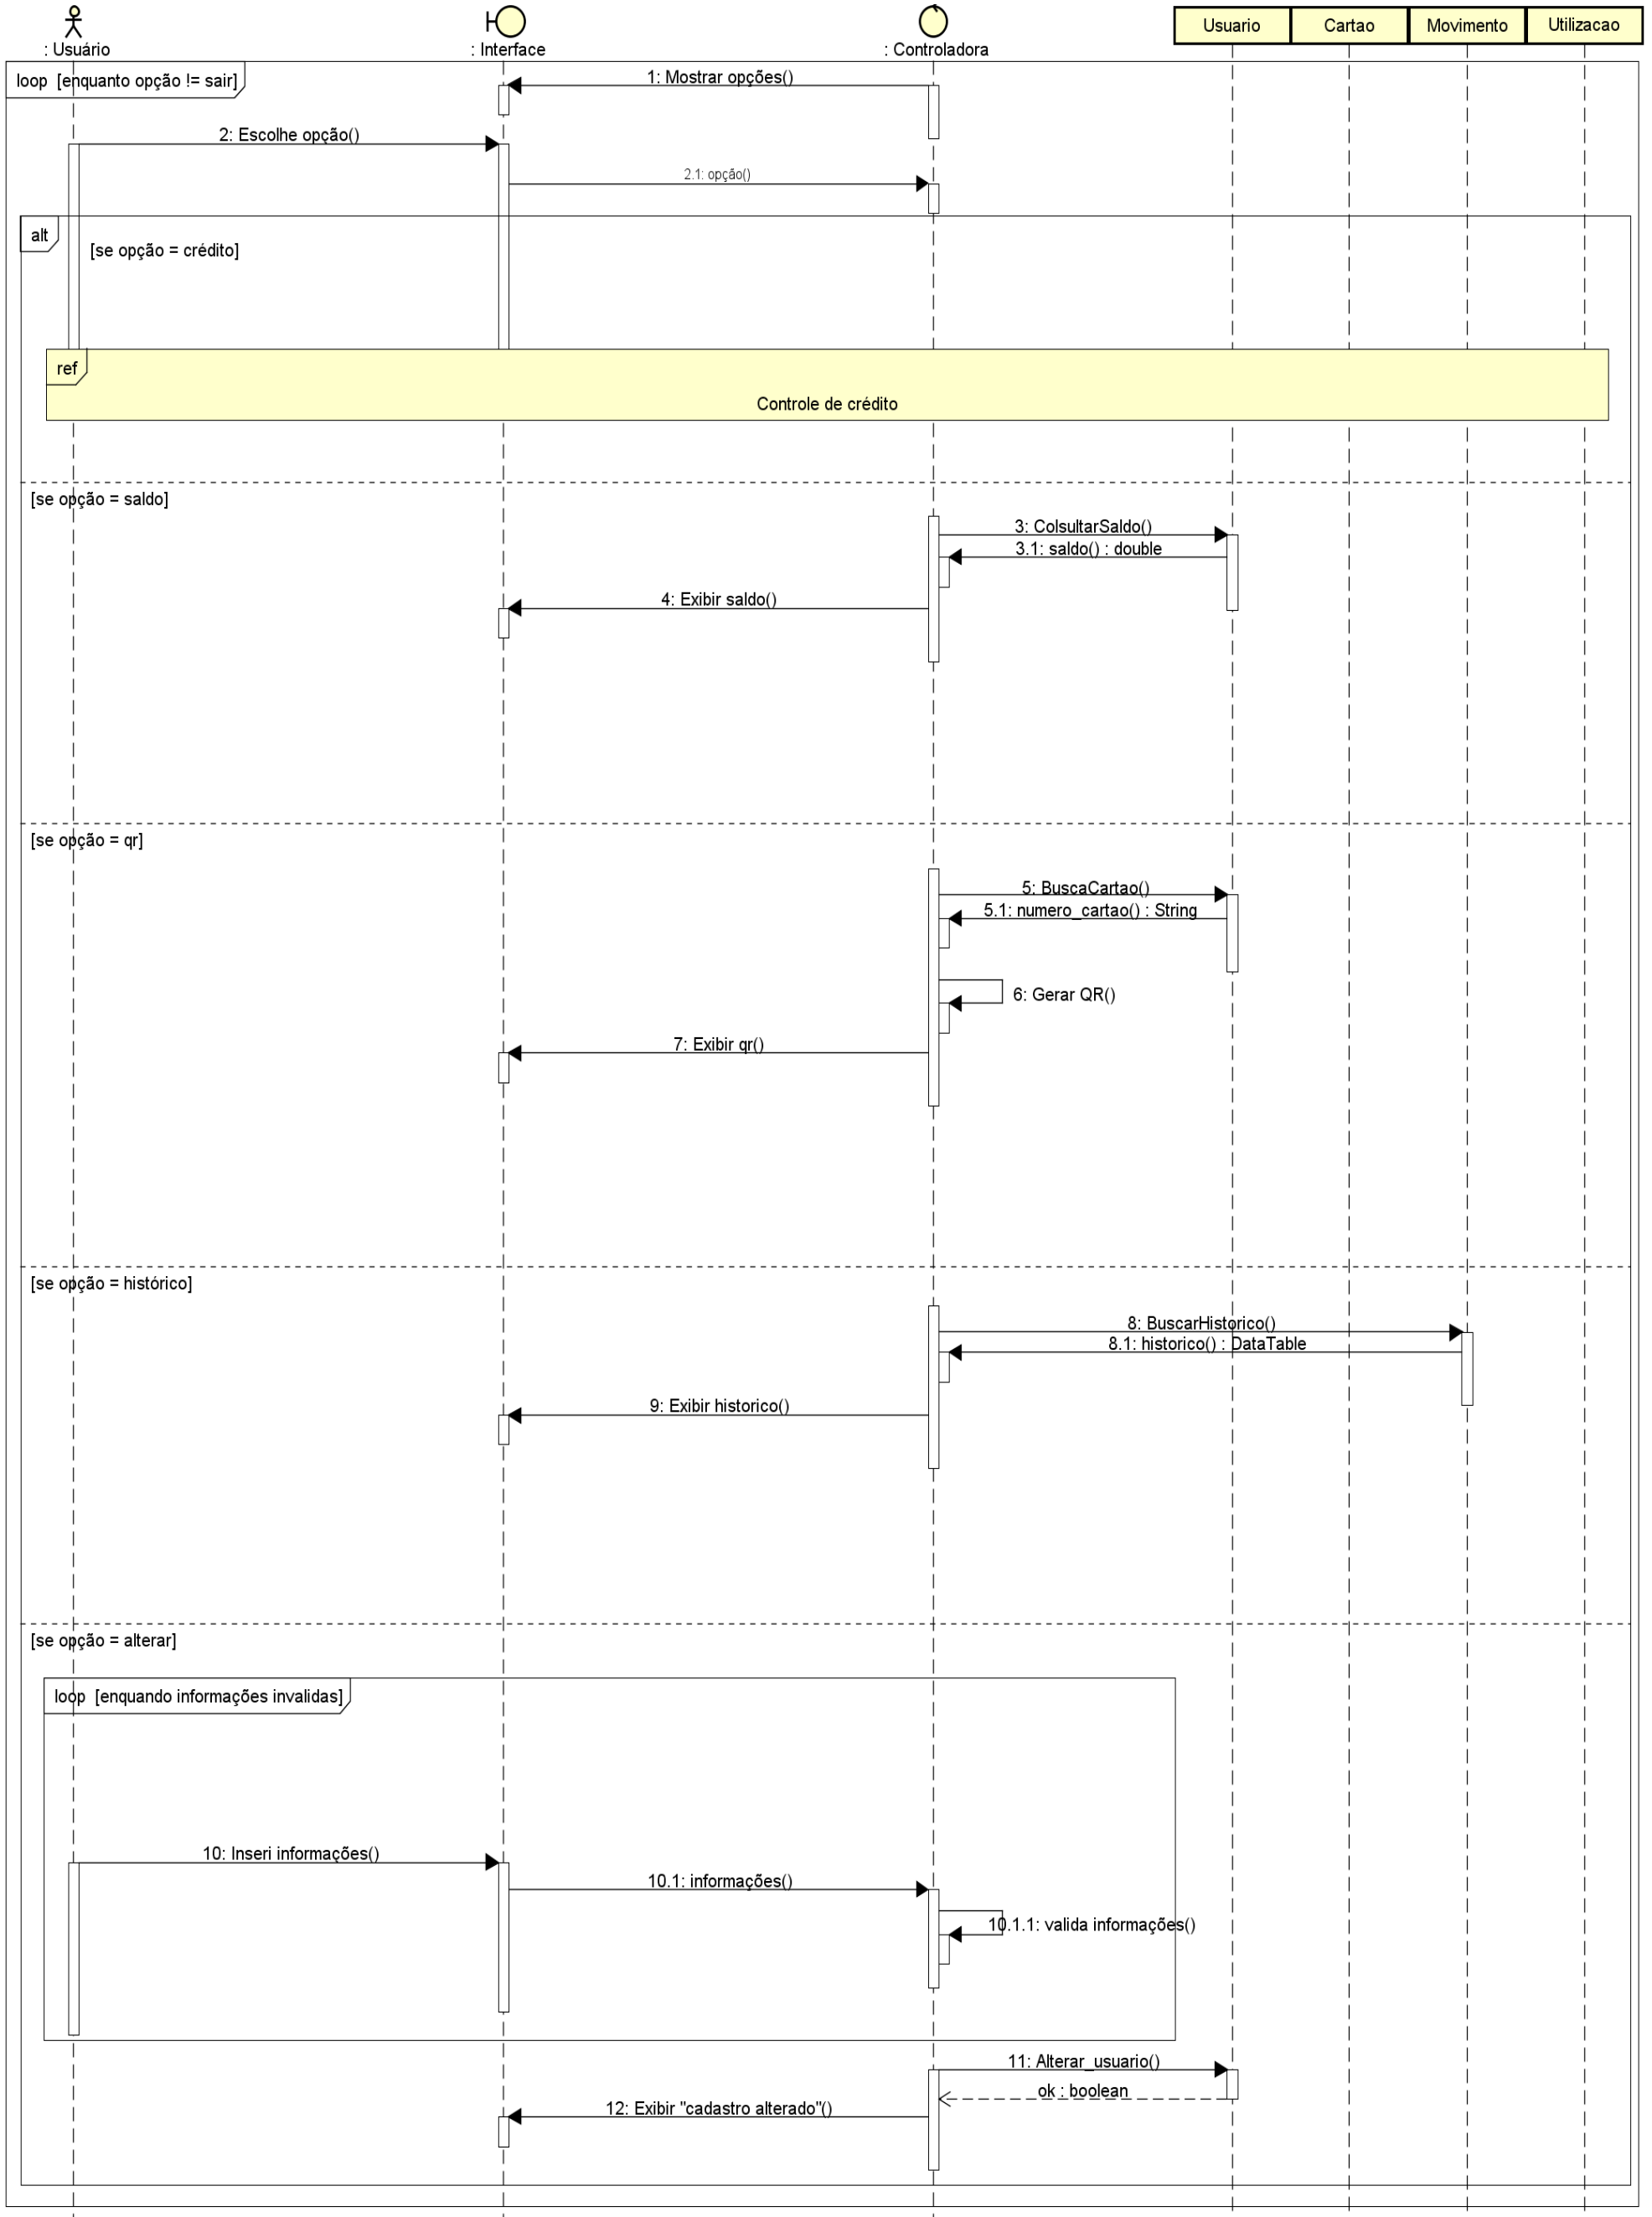 : Usuário
: Interface
: Controladora
Usuario
Cartao
Movimento
Utilizacao
loop [enquanto opção != sair]
1: Mostrar opções()
2: Escolhe opção()
2.1: opção()
alt
[se opção = crédito]
ref
Controle de crédito
[se opção = saldo]
3: ColsultarSaldo()
3.1: saldo() : double
4: Exibir saldo()
[se opção = qr]
5: BuscaCartao()
5.1: numero_cartao() : String
6: Gerar QR()
7: Exibir qr()
[se opção = histórico]
8: BuscarHistorico()
8.1: historico() : DataTable
9: Exibir historico()
[se opção = alterar]
loop [enquando informações invalidas]
10: Inseri informações()
10.1: informações()
10.1.1: valida informações()
11: Alterar_usuario()
ok : boolean
12: Exibir "cadastro alterado"()